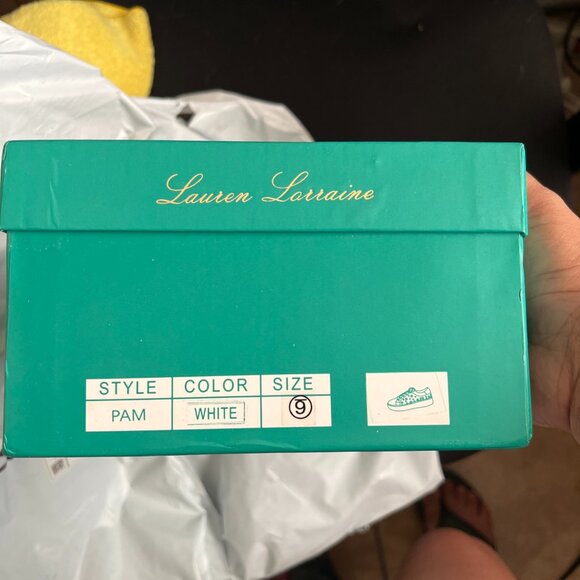 Lauren Lorraine
STYLE COLOR SIZE
PAM WHITE 9